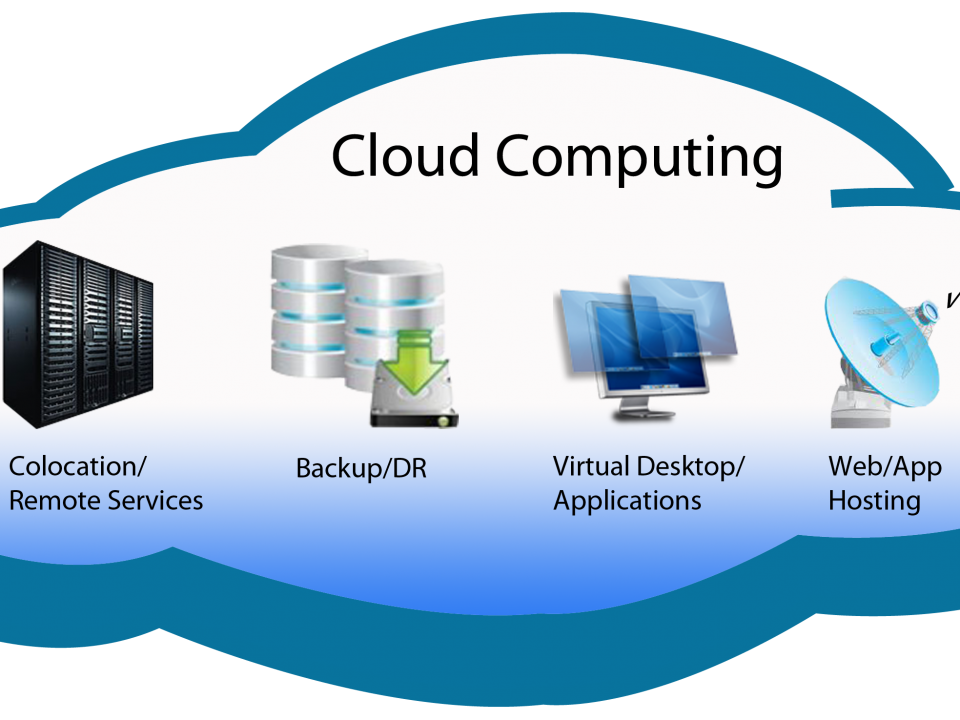 Cloud Computing
Colocation/
Remote Services
Backup/DR
Virtual Desktop/
Applications
Web/App
Hosting